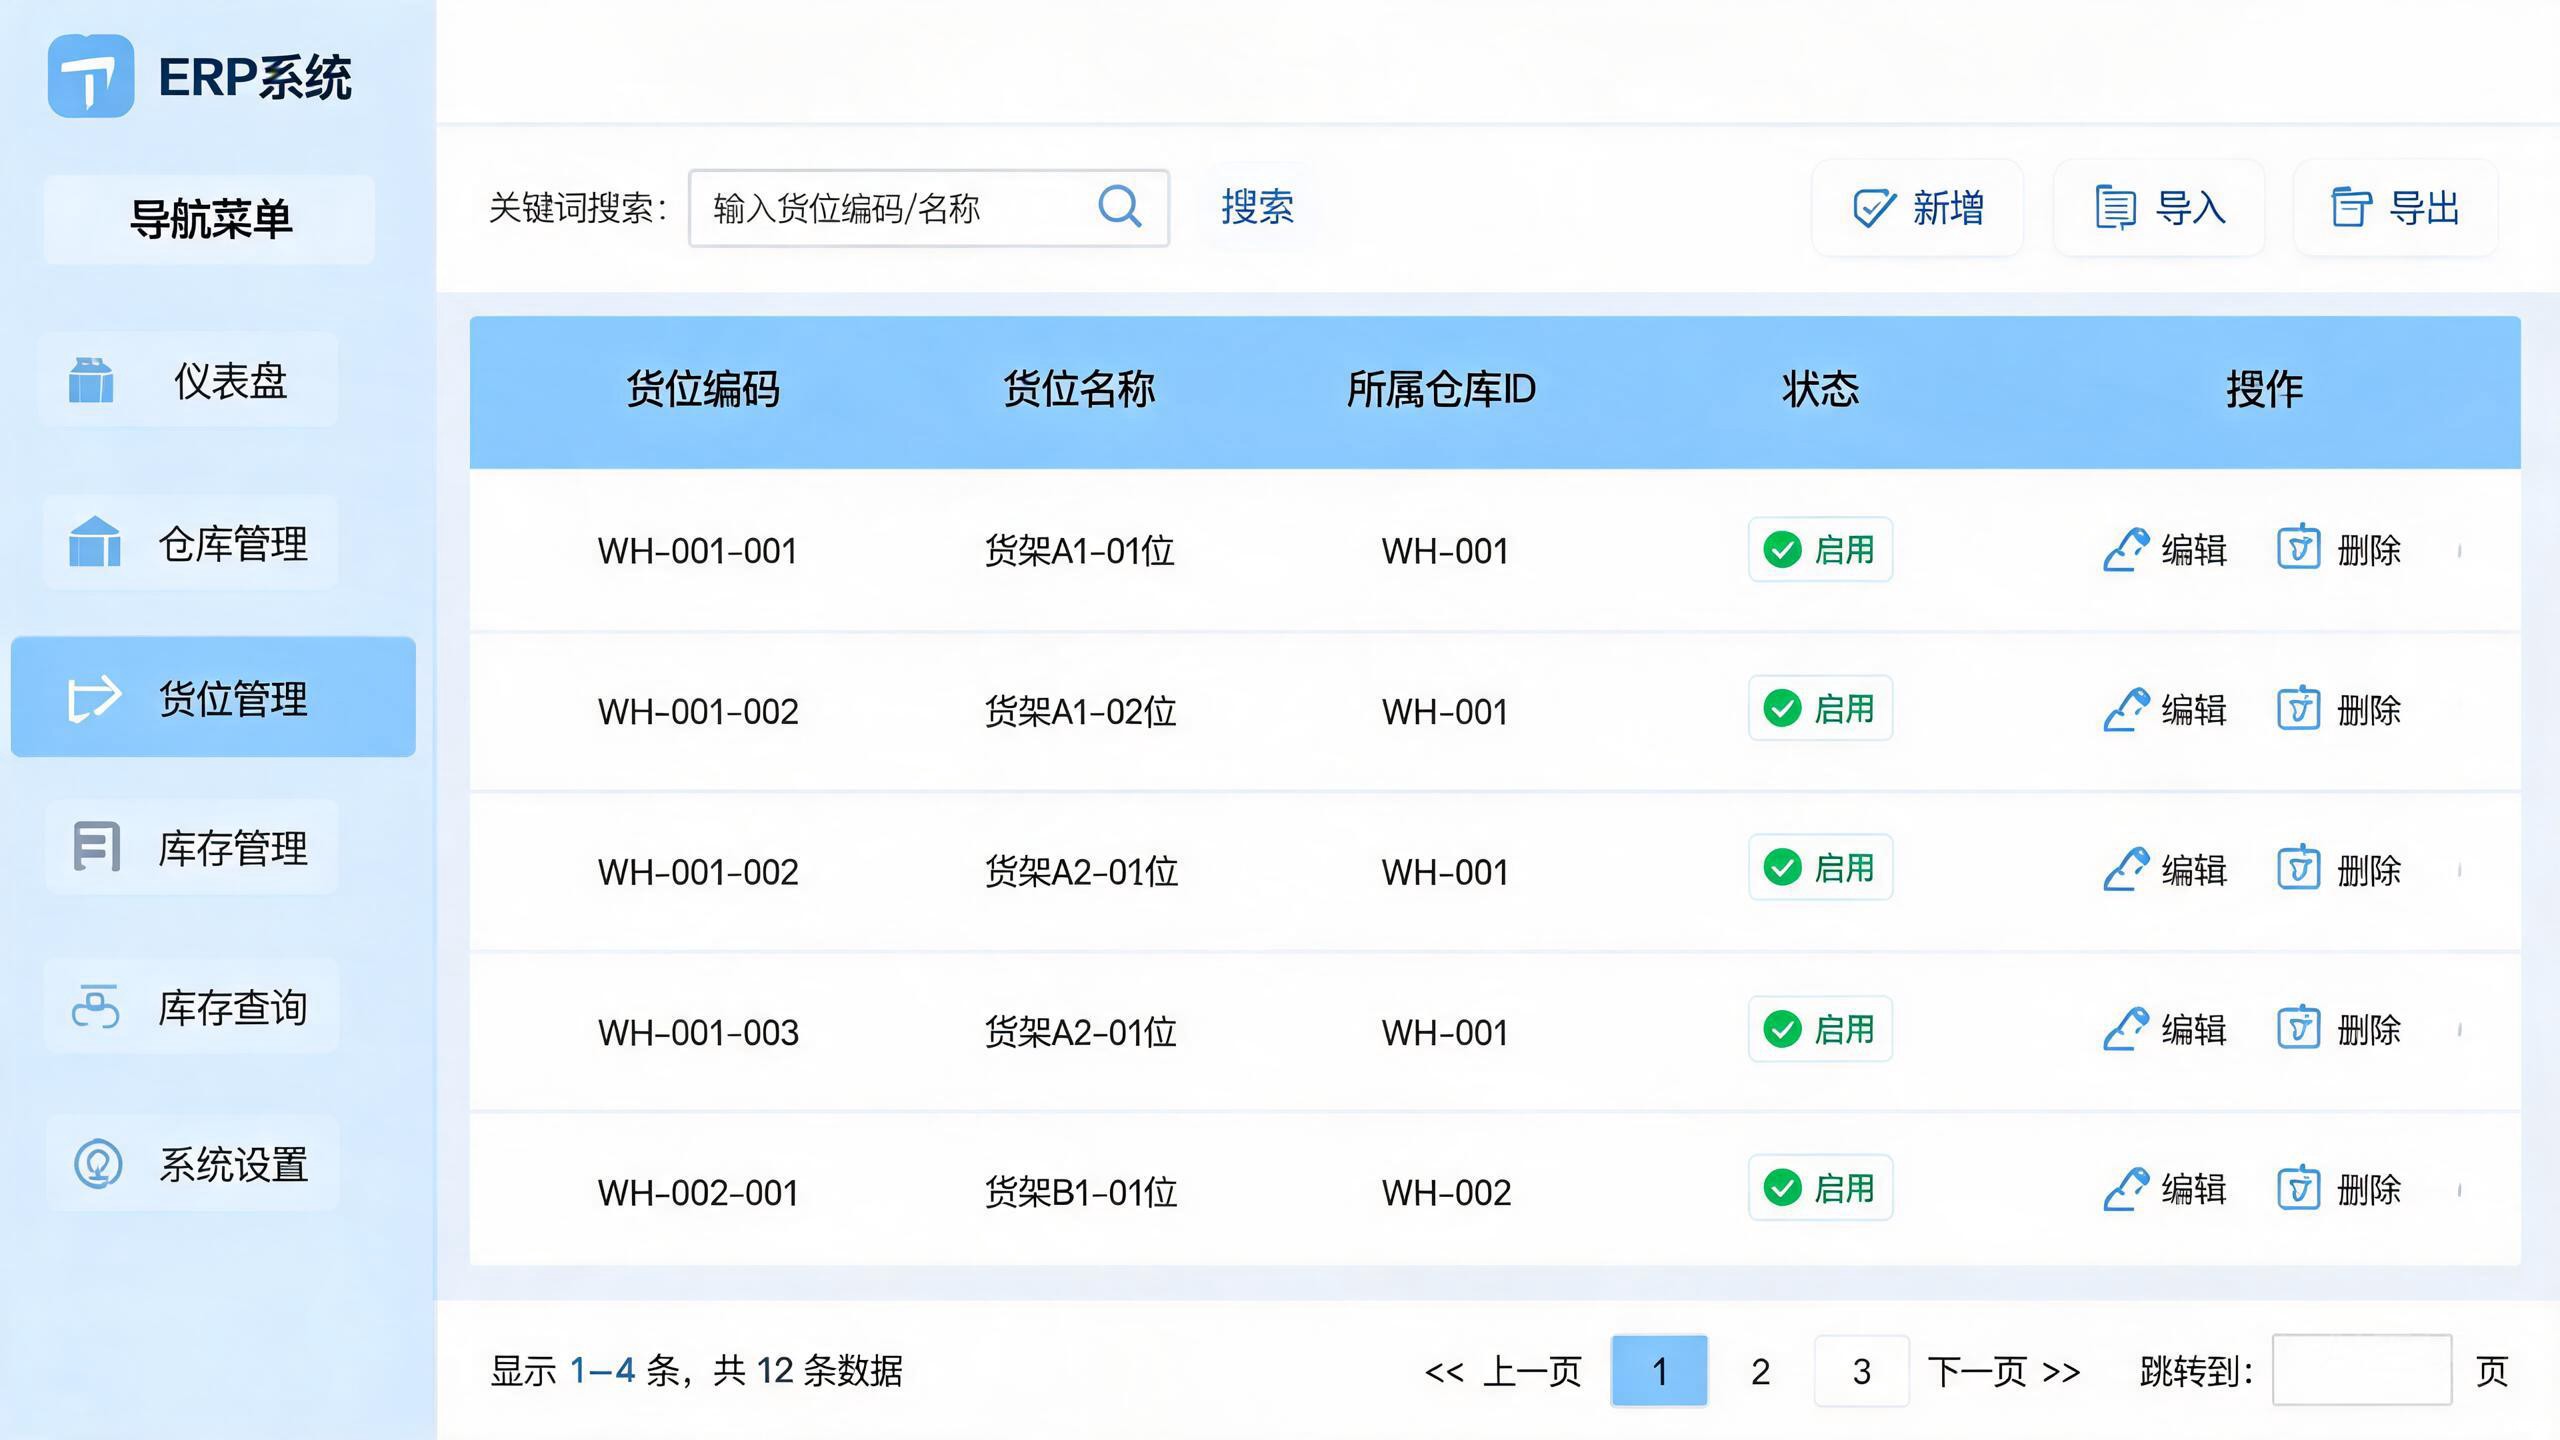 ERP系统
导航菜单
仪表盘
仓库管理
货位管理
库存管理
库存查询
系统设置
关键词搜索： 输入货位编码/名称 搜索 新增 导入 导出
货位编码 货位名称 所属仓库ID 状态 搜作
WH-001-001 货架A1-01位 WH-001 启用 编辑 删除
WH-001-002 货架A1-02位 WH-001 启用 编辑 删除
WH-001-002 货架A2-01位 WH-001 启用 编辑 删除
WH-001-003 货架A2-01位 WH-001 启用 编辑 删除
WH-002-001 货架B1-01位 WH-002 启用 编辑 删除
显示 1–4 条，共 12 条数据 << 上一页 1 2 3 下一页 >> 跳转到： 页